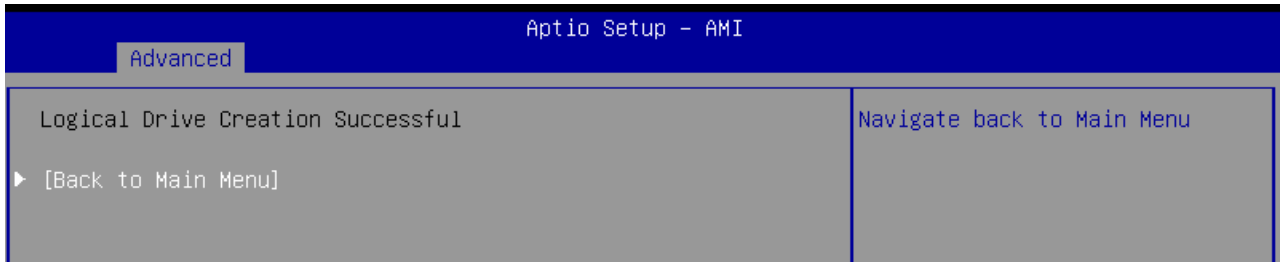 Aptio Setup – AMI
Advanced
Logical Drive Creation Successful
Navigate back to Main Menu
[Back to Main Menu]